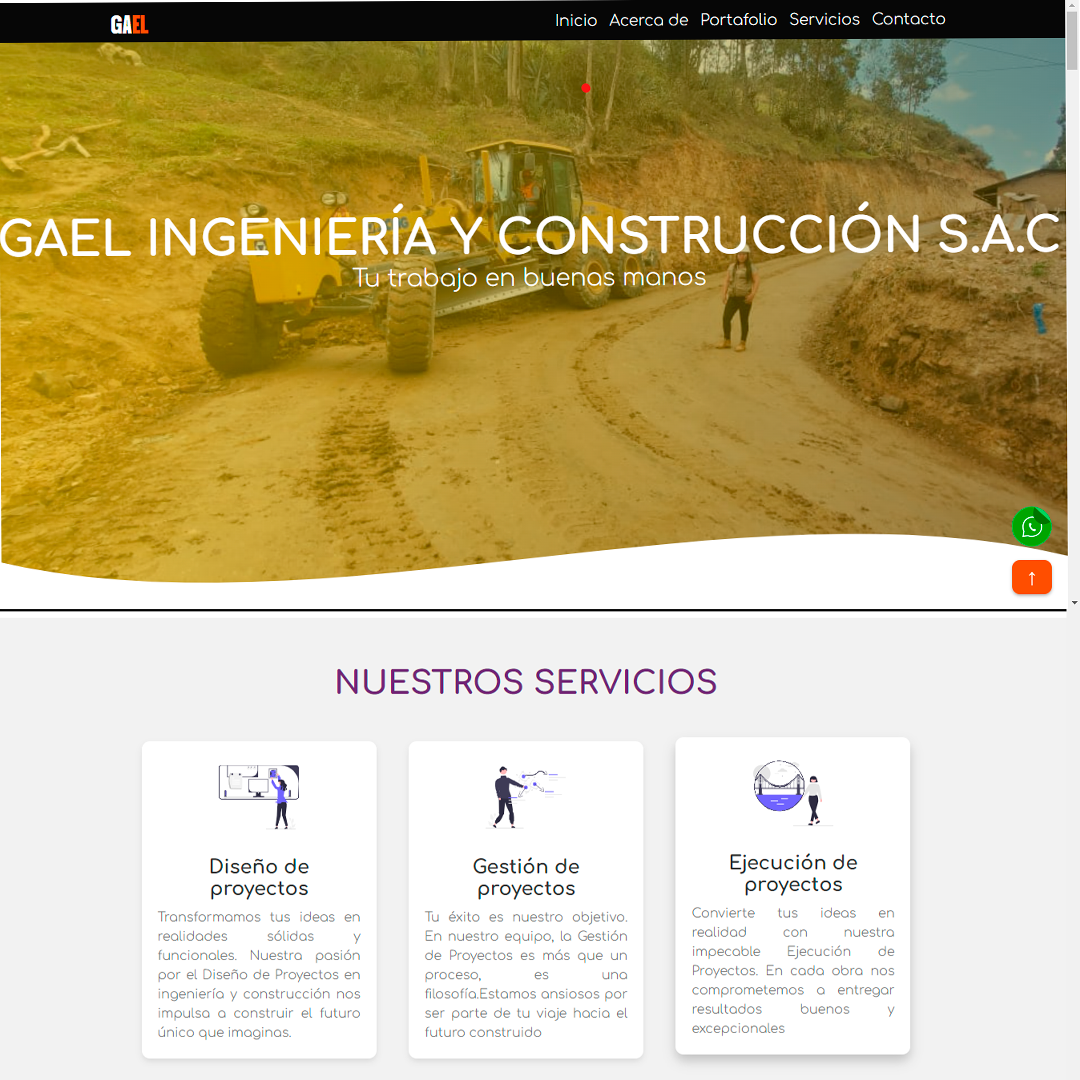 GAEL
Inicio Acerca de Portafolio Servicios Contacto
GAEL INGENIERÍA Y CONSTRUCCIÓN S.A.C
Tu trabajo en buenas manos
↑
NUESTROS SERVICIOS
Diseño de
proyectos
Transformamos tus ideas en
realidades sólidas y
funcionales. Nuestra pasión
por el Diseño de Proyectos en
ingeniería y construcción nos
impulsa a construir el futuro
único que imaginas.
Gestión de
proyectos
Tu éxito es nuestro objetivo.
En nuestro equipo, la Gestión
de Proyectos es más que un
proceso, es una
filosofía.Estamos ansiosos por
ser parte de tu viaje hacia el
futuro construido
Ejecución de
proyectos
Convierte tus ideas en
realidad con nuestra
impecable Ejecución de
Proyectos. En cada obra nos
comprometemos a entregar
resultados buenos y
excepcionales